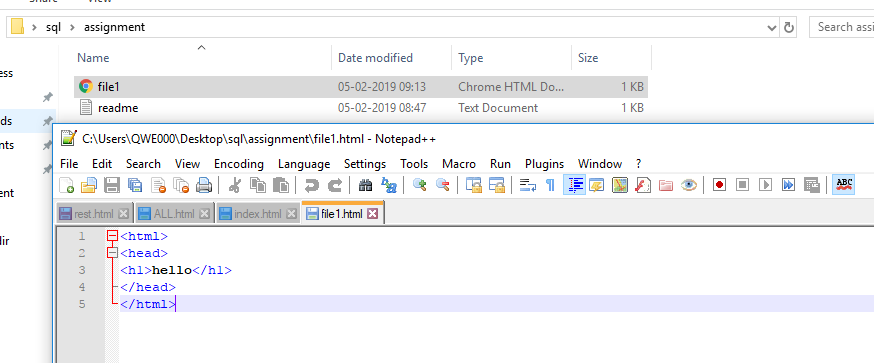 Share View
sql assignment Search assi
Name Date modified Type Size
ess
file1 05-02-2019 09:13 Chrome HTML Do... 1 KB
readme 05-02-2019 08:47 Text Document 1 KB
ds
C:\Users\QWE000\Desktop\sql\assignment\file1.html - Notepad++
nts
File Edit Search View Encoding Language Settings Tools Macro Run Plugins Window ?
ent
ABC
rest.html ALL.html index.html file1.html
dir
1 <html>
2 <head>
3 <h1>hello</h1>
4 </head>
5 </html>